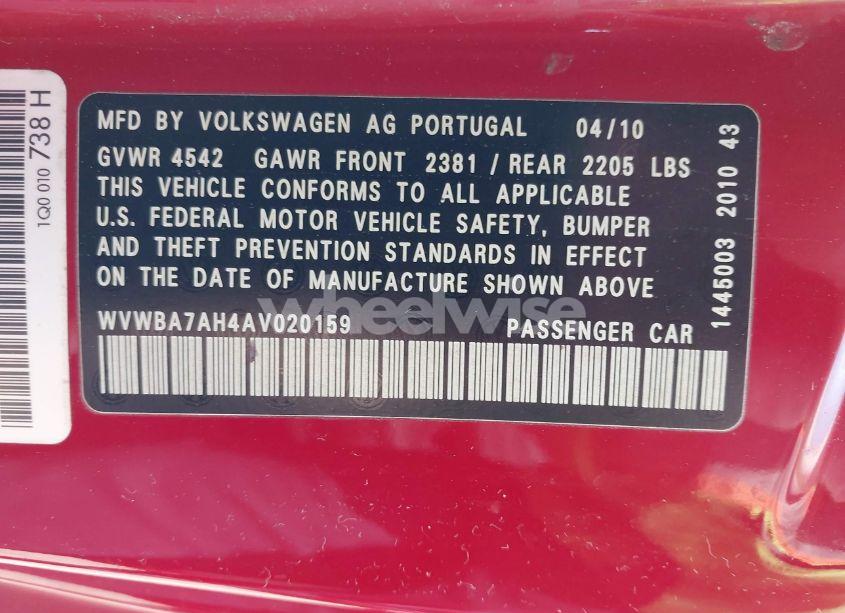 1Q0 010 738 H
MFD BY VOLKSWAGEN AG PORTUGAL 04/10
GVWR 4542 GAWR FRONT 2381 / REAR 2205 LBS
THIS VEHICLE CONFORMS TO ALL APPLICABLE
U.S. FEDERAL MOTOR VEHICLE SAFETY, BUMPER
AND THEFT PREVENTION STANDARDS IN EFFECT
ON THE DATE OF MANUFACTURE SHOWN ABOVE
wheelwise
WVWBA7AH4AV020159 PASSENGER CAR
1445003 2010 43